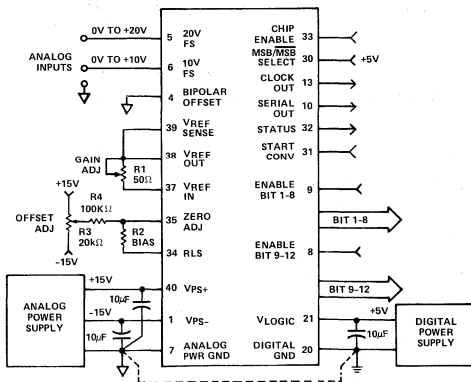 0V TO +20V
5 20V FS
ANALOG INPUTS
0V TO +10V
6 10V FS
4 BIPOLAR OFFSET
39 VREF SENSE
38 VREF OUT
GAIN ADJ
R1 50Ω
37 VREF IN
+15V
R4 100KΩ
OFFSET ADJ
R3 20kΩ
-15V
35 ZERO ADJ
R2 BIAS
34 RLS
ANALOG POWER SUPPLY
+15V
40 VPS+
10μF
-15V
1 VPS-
10μF
7 ANALOG PWR GND
CHIP ENABLE 33
MSB/MSB SELECT 30 +5V
CLOCK OUT 13
SERIAL OUT 10
STATUS 32
START CONV 31
ENABLE BIT 1-8 9
BIT 1-8
ENABLE BIT 9-12 8
BIT 9-12
VLOGIC 21
+5V
10μF
DIGITAL GND 20
DIGITAL POWER SUPPLY